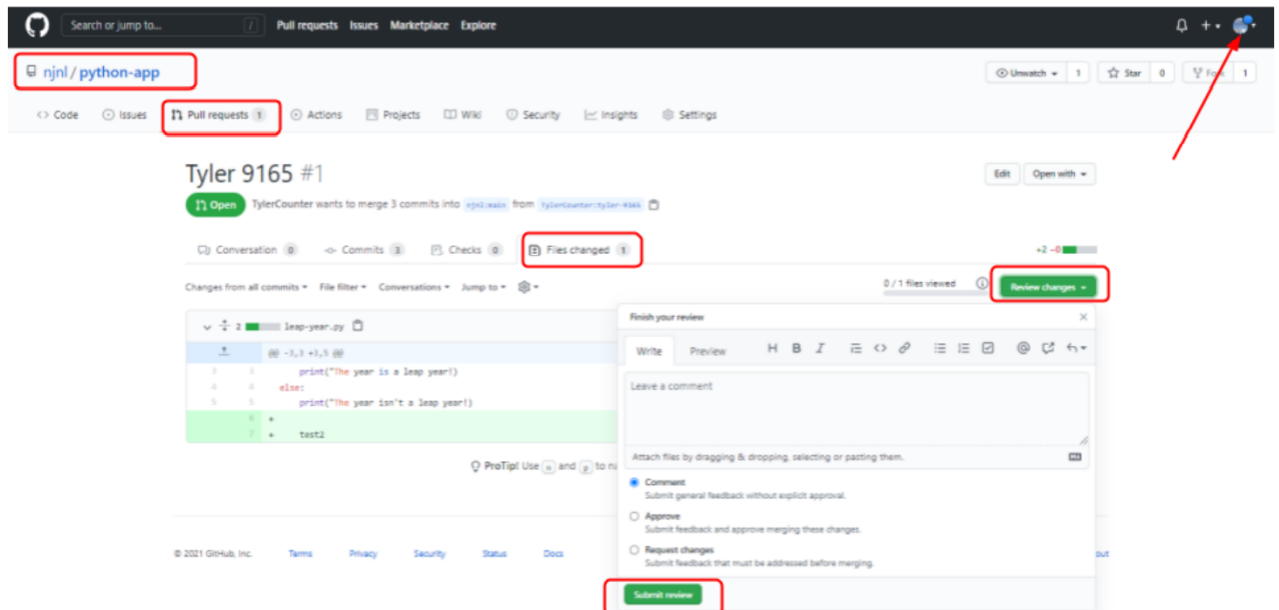 Search or jump to... / Pull requests Issues Marketplace Explore
njnl / python-app
Unwatch 1 Star 0 Fork 1
Code Issues Pull requests 1 Actions Projects Wiki Security Insights Settings
Tyler 9165 #1
Edit Open with
Open TylerCounter wants to merge 3 commits into njnl:main from TylerCounter:tyler-9165
Conversation 0 Commits 3 Checks 0 Files changed 1 +2 −0
Changes from all commits File filter Conversations Jump to 0 / 1 files viewed Review changes
2 leap-year.py
@@ -3,3 +3,5 @@
3 3 print("The year is a leap year!)
4 4 else:
5 5 print("The year isn't a leap year!)
6 +
7 + test2
ProTip! Use n and p to
Finish your review
Write Preview H B I
Leave a comment
Attach files by dragging & dropping, selecting or pasting them.
Comment
Submit general feedback without explicit approval.
Approve
Submit feedback and approve merging these changes.
Request changes
Submit feedback that must be addressed before merging.
Submit review
© 2021 GitHub, Inc. Terms Privacy Security Status Docs